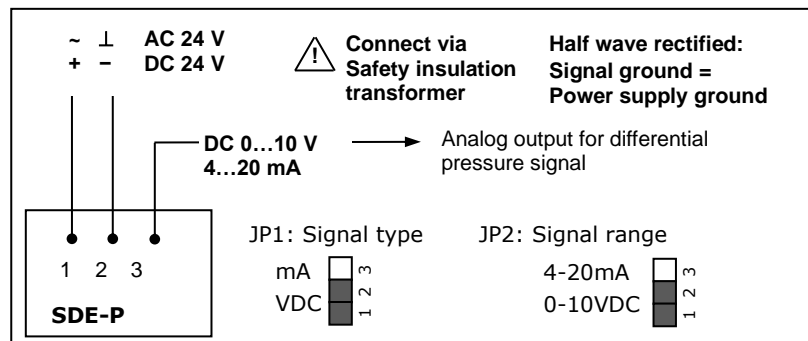 ~ ⊥ AC 24 V
+ − DC 24 V
! Connect via
Safety insulation
transformer
Half wave rectified:
Signal ground =
Power supply ground
DC 0…10 V
4…20 mA
Analog output for differential
pressure signal
1 2 3
SDE-P
JP1: Signal type
mA 3
2
VDC 1
JP2: Signal range
4-20mA 3
2
0-10VDC 1